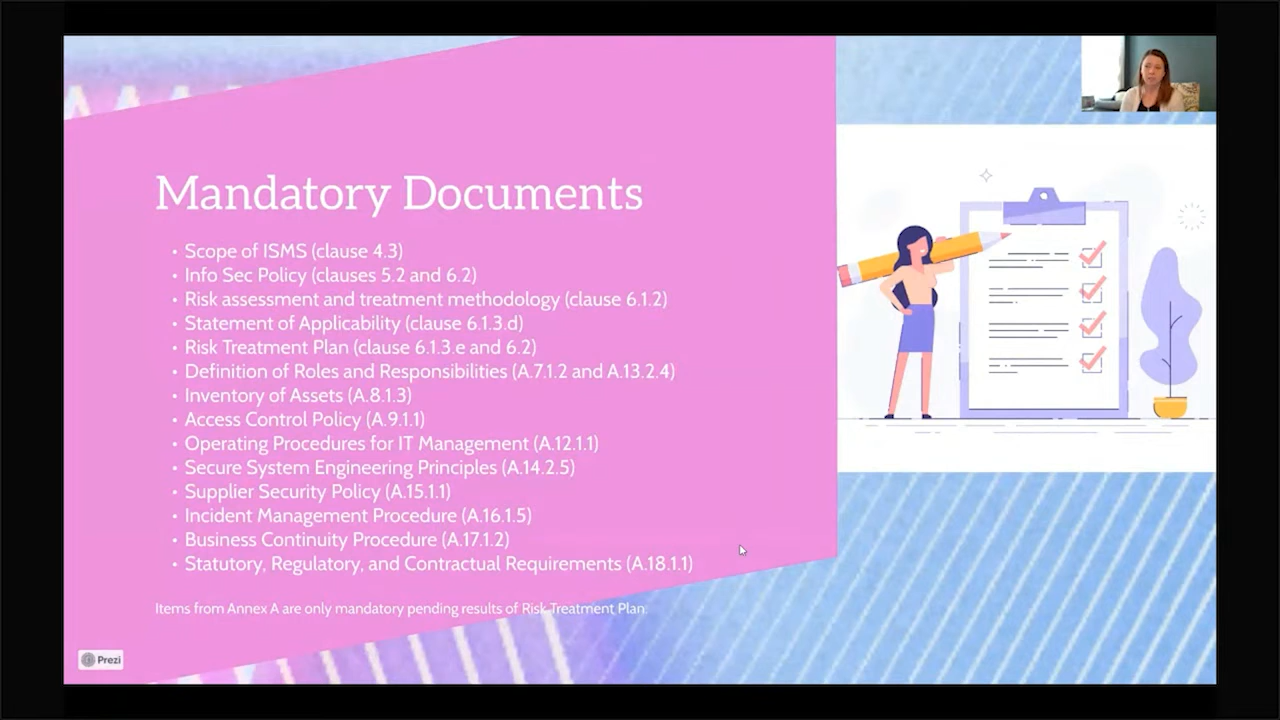 Mandatory Documents
• Scope of ISMS (clause 4.3)
• Info Sec Policy (clauses 5.2 and 6.2)
• Risk assessment and treatment methodology (clause 6.1.2)
• Statement of Applicability (clause 6.1.3.d)
• Risk Treatment Plan (clause 6.1.3.e and 6.2)
• Definition of Roles and Responsibilities (A.7.1.2 and A.13.2.4)
• Inventory of Assets (A.8.1.3)
• Access Control Policy (A.9.1.1)
• Operating Procedures for IT Management (A.12.1.1)
• Secure System Engineering Principles (A.14.2.5)
• Supplier Security Policy (A.15.1.1)
• Incident Management Procedure (A.16.1.5)
• Business Continuity Procedure (A.17.1.2)
• Statutory, Regulatory, and Contractual Requirements (A.18.1.1)
Items from Annex A are only mandatory pending results of Risk Treatment Plan.
Prezi